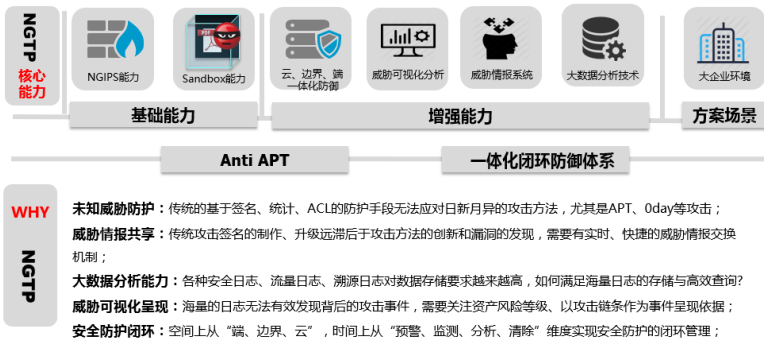 NGTP
核心
能力
PDF
NGIPS能力
Sandbox能力
云、边界、端
一体化防御
威胁可视化分析
威胁情报系统
大数据分析技术
大企业环境
基础能力
增强能力
方案场景
Anti APT
一体化闭环防御体系
WHY
NGTP
未知威胁防护：传统的基于签名、统计、ACL的防护手段无法应对日新月异的攻击方法，尤其是APT、0day等攻击；
威胁情报共享：传统攻击签名的制作、升级远滞后于攻击方法的创新和漏洞的发现，需要有实时、快捷的威胁情报交换
机制；
大数据分析能力：各种安全日志、流量日志、溯源日志对数据存储要求越来越高，如何满足海量日志的存储与高效查询?
威胁可视化呈现：海量的日志无法有效发现背后的攻击事件，需要关注资产风险等级、以攻击链条作为事件呈现依据；
安全防护闭环：空间上从“端、边界、云”，时间上从“预警、监测、分析、清除”维度实现安全防护的闭环管理；